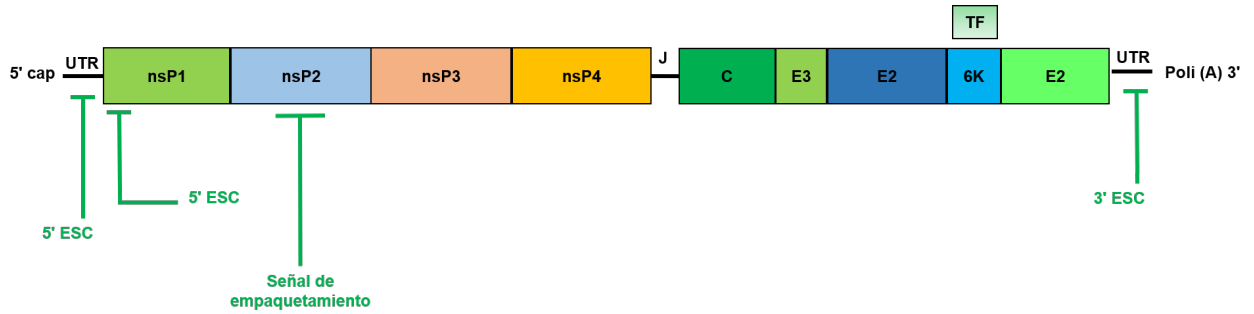 TF
5' cap
UTR
nsP1
nsP2
nsP3
nsP4
J
C
E3
E2
6K
E2
UTR
Poli (A) 3'
5' ESC
5' ESC
3' ESC
Señal de
empaquetamiento